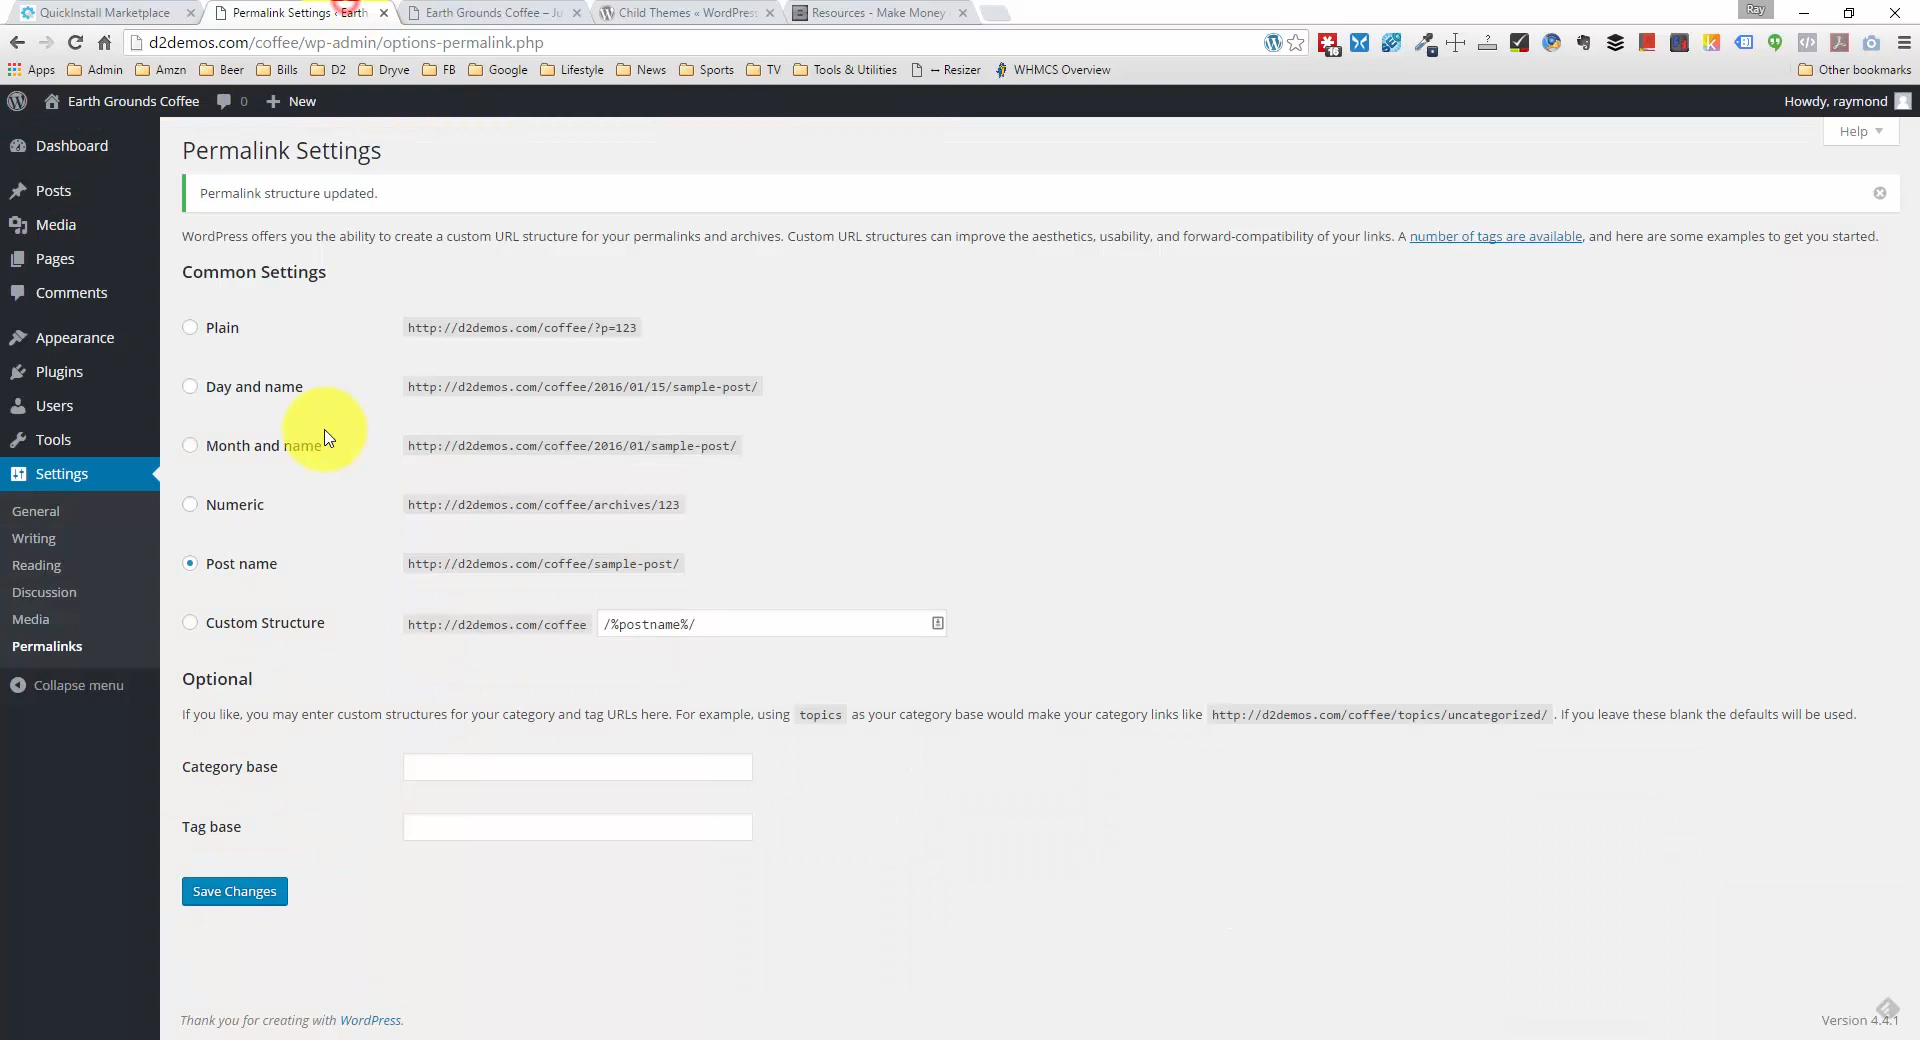 QuickInstall Marketplace
Permalink Settings ‹ Earth
Earth Grounds Coffee – Ju
Child Themes « WordPress
Resources - Make Money
Ray
d2demos.com/coffee/wp-admin/options-permalink.php
16
Apps Admin Amzn Beer Bills D2 Dryve FB Google Lifestyle News Sports TV Tools & Utilities ↔ Resizer WHMCS Overview Other bookmarks
Earth Grounds Coffee 0 + New Howdy, raymond
Help
Dashboard
Posts
Media
Pages
Comments
Appearance
Plugins
Users
Tools
Settings
General
Writing
Reading
Discussion
Media
Permalinks
Collapse menu
Permalink Settings
Permalink structure updated.
WordPress offers you the ability to create a custom URL structure for your permalinks and archives. Custom URL structures can improve the aesthetics, usability, and forward-compatibility of your links. A number of tags are available, and here are some examples to get you started.
Common Settings
Plain http://d2demos.com/coffee/?p=123
Day and name http://d2demos.com/coffee/2016/01/15/sample-post/
Month and name http://d2demos.com/coffee/2016/01/sample-post/
Numeric http://d2demos.com/coffee/archives/123
Post name http://d2demos.com/coffee/sample-post/
Custom Structure http://d2demos.com/coffee /%postname%/
Optional
If you like, you may enter custom structures for your category and tag URLs here. For example, using topics as your category base would make your category links like http://d2demos.com/coffee/topics/uncategorized/ . If you leave these blank the defaults will be used.
Category base
Tag base
Save Changes
Thank you for creating with WordPress.
Version 4.4.1